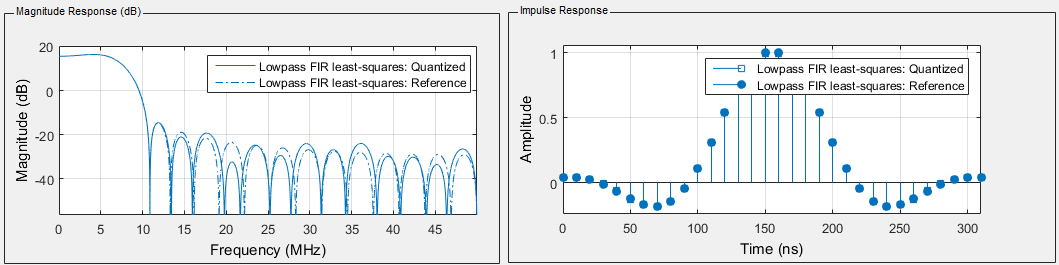 Magnitude Response (dB)
20
0
-20
-40
Magnitude (dB)
Lowpass FIR least-squares: Quantized
Lowpass FIR least-squares: Reference
0 5 10 15 20 25 30 35 40 45
Frequency (MHz)
Impulse Response
1
0.5
0
Amplitude
Lowpass FIR least-squares: Quantized
Lowpass FIR least-squares: Reference
0 50 100 150 200 250 300
Time (ns)